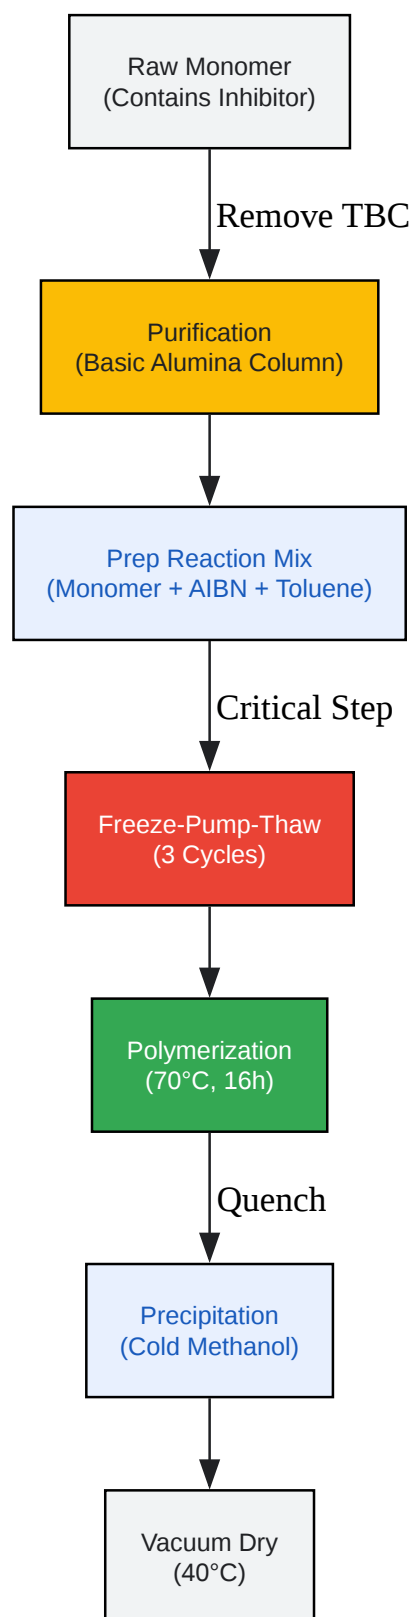 Raw Monomer
(Contains Inhibitor)
Remove TBC
Purification
(Basic Alumina Column)
Prep Reaction Mix
(Monomer + AIBN + Toluene)
Critical Step
Freeze-Pump-Thaw
(3 Cycles)
Polymerization
(70°C, 16h)
Quench
Precipitation
(Cold Methanol)
Vacuum Dry
(40°C)